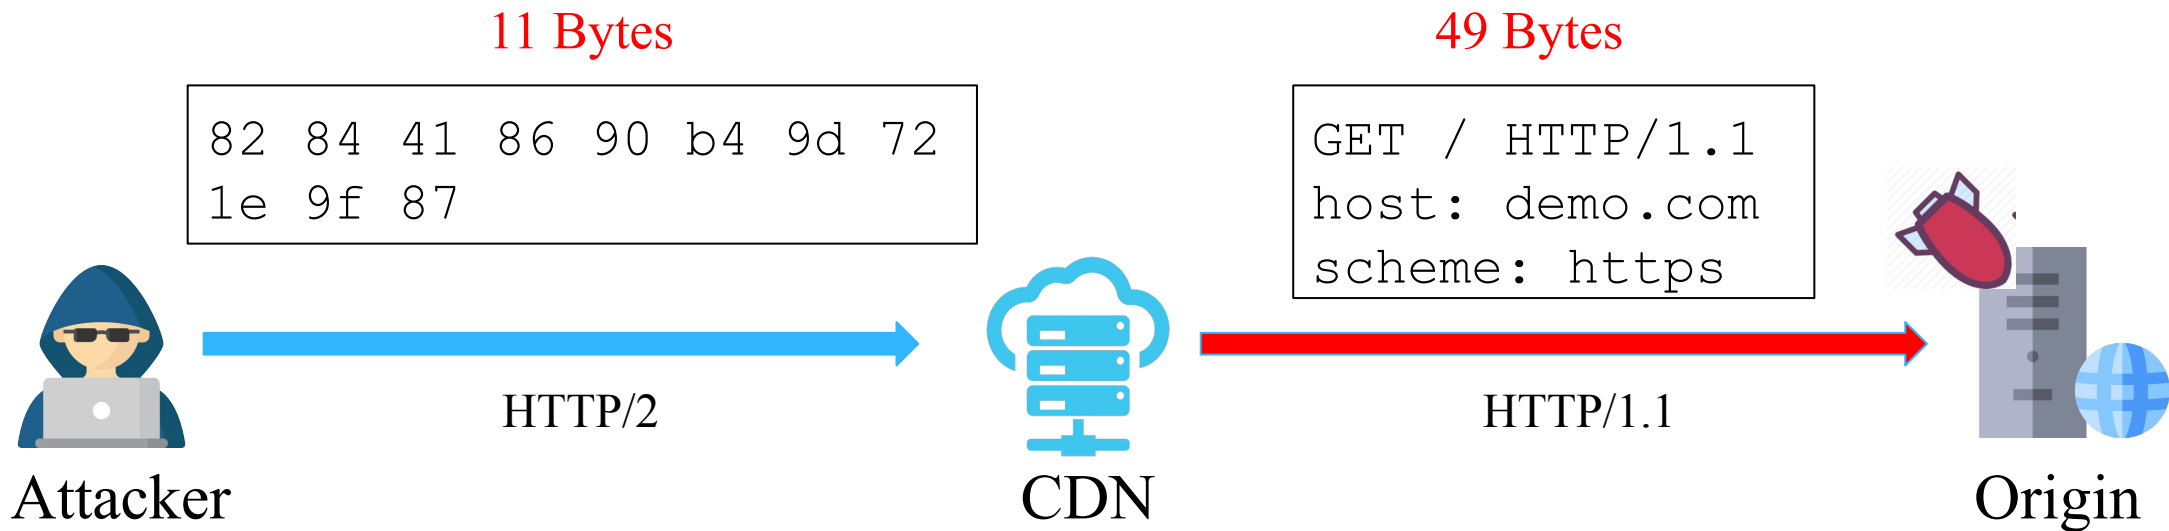 11 Bytes
49 Bytes
82 84 41 86 90 b4 9d 72
1e 9f 87
GET / HTTP/1.1
host: demo.com
scheme: https
HTTP/2
HTTP/1.1
Attacker
CDN
Origin